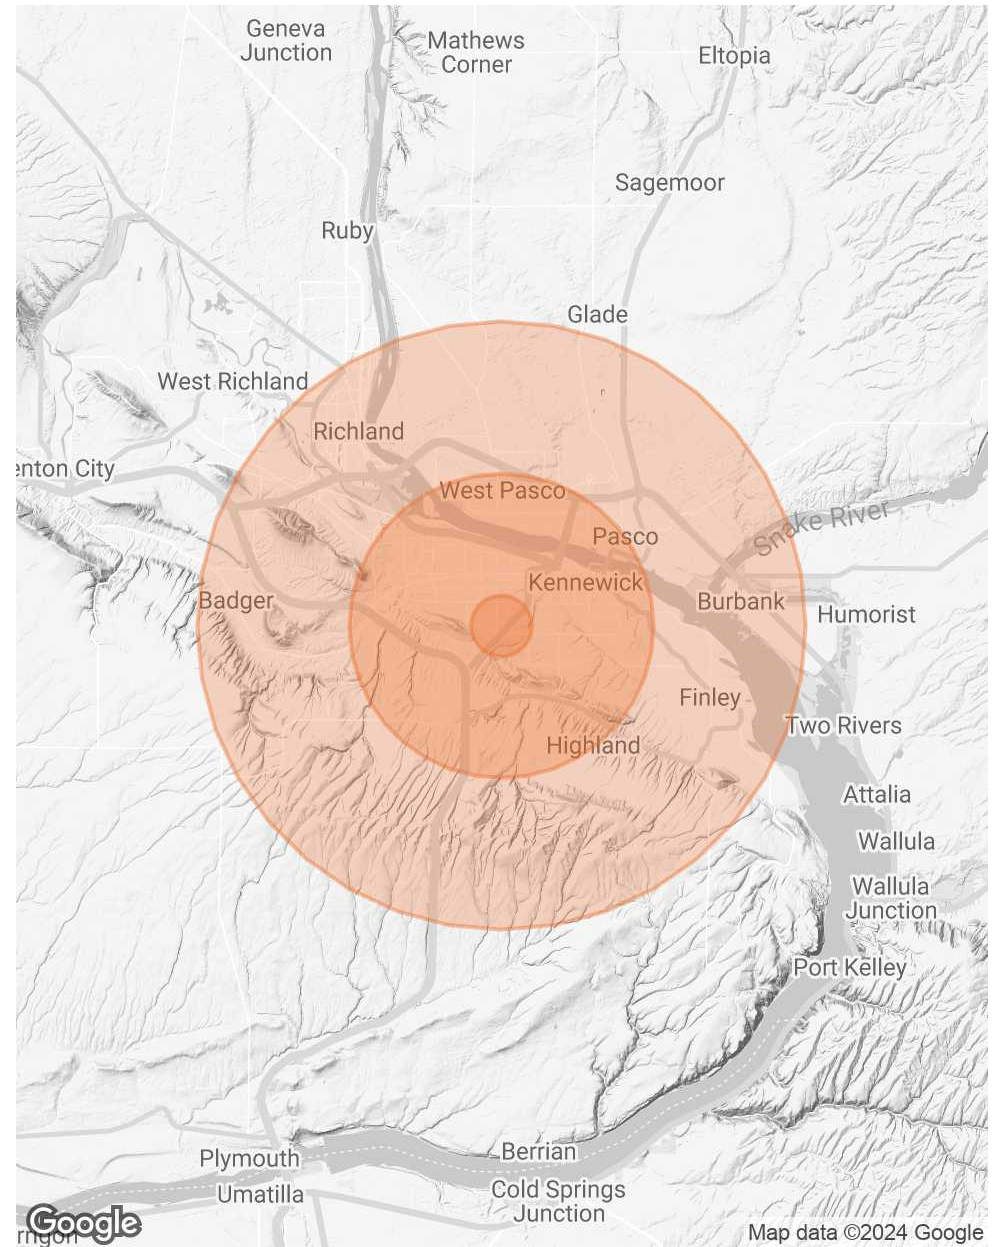 Geneva
Junction
Mathews
Corner
Eltopia
Sagemoor
Ruby
Glade
West Richland
Richland
enton City
West Pasco
Snake River
Pasco
Kennewick
Badger
Burbank
Humorist
Finley
Two Rivers
Highland
Attalia
Wallula
Wallula
Junction
Port Kelley
Plymouth
Berrian
Umatilla
Cold Springs
Junction
Google
rrigon
Map data ©2024 Google